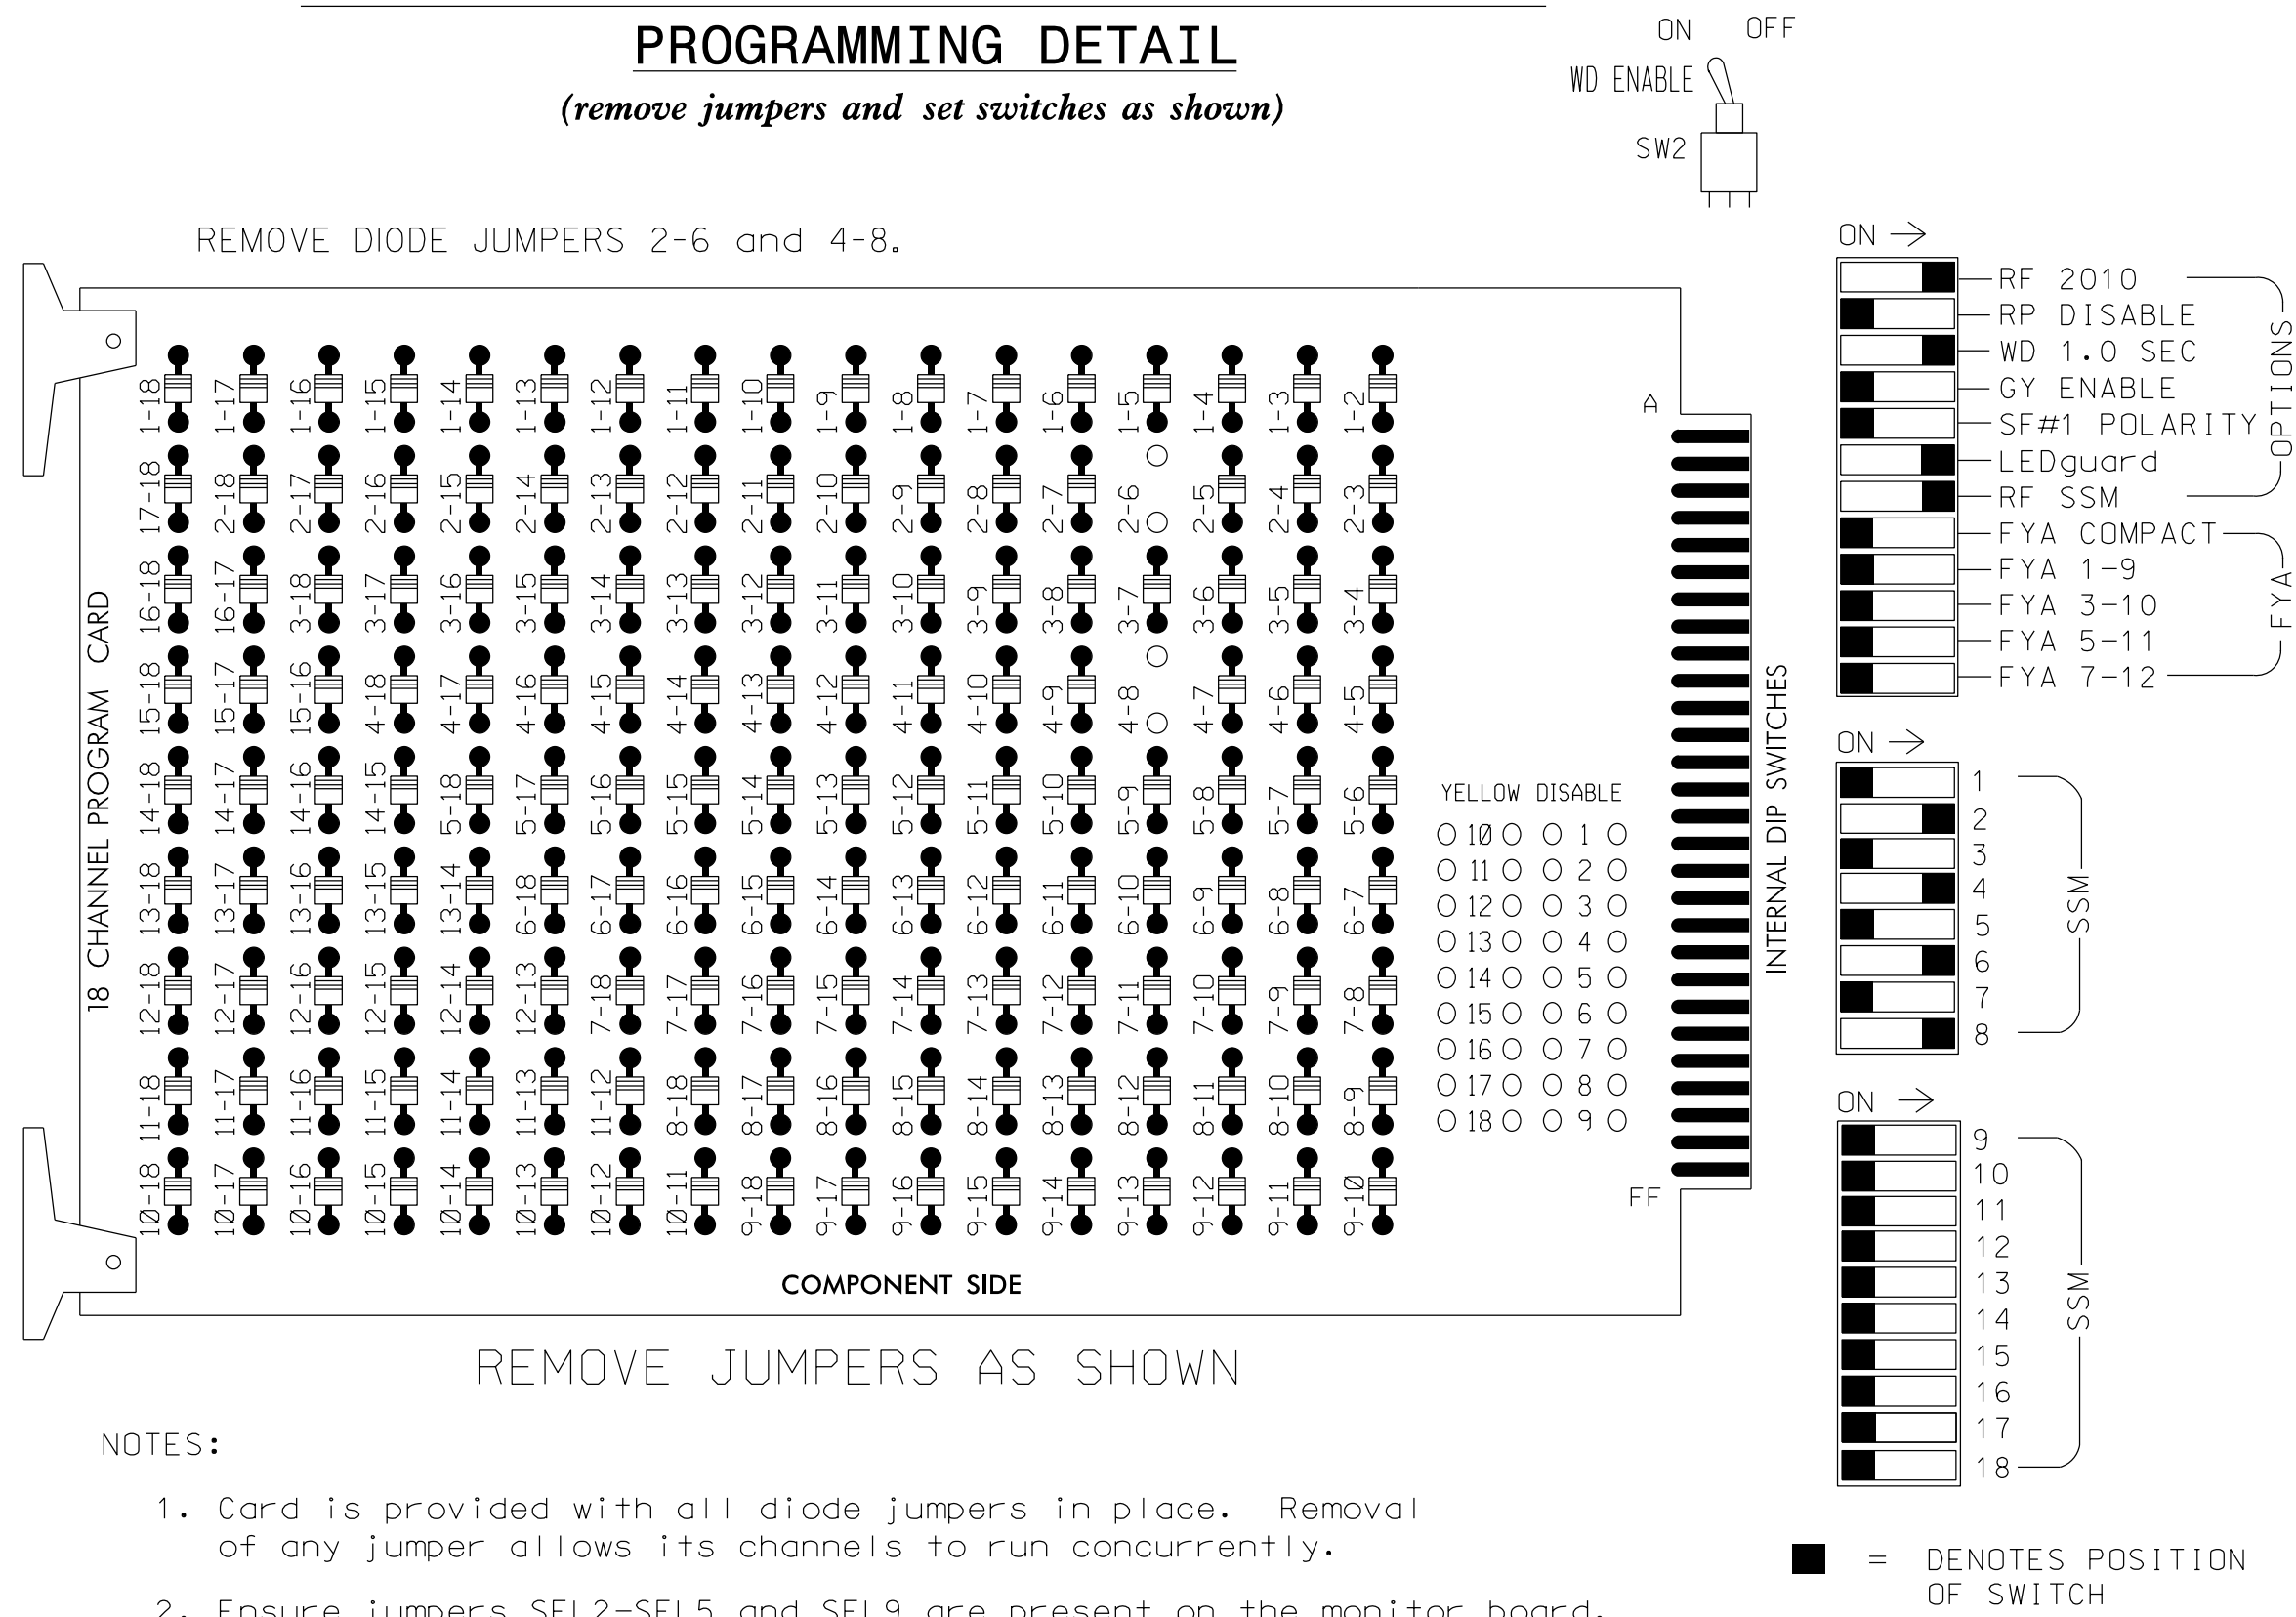 PROGRAMMING DETAIL
(remove jumpers and set switches as shown)
ON OFF
WD ENABLE
SW2
REMOVE DIODE JUMPERS 2-6 and 4-8.
18 CHANNEL PROGRAM CARD
1-18 1-17 1-16 1-15 1-14 1-13 1-12 1-11 1-10 1-9 1-8 1-7 1-6 1-5 1-4 1-3 1-2
17-18 2-18 2-17 2-16 2-15 2-14 2-13 2-12 2-11 2-10 2-9 2-8 2-7 2-6 2-5 2-4 2-3
16-18 16-17 3-18 3-17 3-16 3-15 3-14 3-13 3-12 3-11 3-10 3-9 3-8 3-7 3-6 3-5 3-4
15-18 15-17 15-16 4-18 4-17 4-16 4-15 4-14 4-13 4-12 4-11 4-10 4-9 4-8 4-7 4-6 4-5
14-18 14-17 14-16 14-15 5-18 5-17 5-16 5-15 5-14 5-13 5-12 5-11 5-10 5-9 5-8 5-7 5-6
13-18 13-17 13-16 13-15 13-14 6-18 6-17 6-16 6-15 6-14 6-13 6-12 6-11 6-10 6-9 6-8 6-7
12-18 12-17 12-16 12-15 12-14 12-13 7-18 7-17 7-16 7-15 7-14 7-13 7-12 7-11 7-10 7-9 7-8
11-18 11-17 11-16 11-15 11-14 11-13 11-12 8-18 8-17 8-16 8-15 8-14 8-13 8-12 8-11 8-10 8-9
10-18 10-17 10-16 10-15 10-14 10-13 10-12 10-11 9-18 9-17 9-16 9-15 9-14 9-13 9-12 9-11 9-10
A
YELLOW DISABLE
10 1
11 2
12 3
13 4
14 5
15 6
16 7
17 8
18 9
FF
COMPONENT SIDE
INTERNAL DIP SWITCHES
ON
RF 2010
RP DISABLE
WD 1.0 SEC
GY ENABLE
SF#1 POLARITY
LEDguard
RF SSM
OPTIONS
FYA COMPACT
FYA 1-9
FYA 3-10
FYA 5-11
FYA 7-12
FYA
ON
1
2
3
4
5
6
7
8
SSM
ON
9
10
11
12
13
14
15
16
17
18
SSM
REMOVE JUMPERS AS SHOWN
NOTES:
1. Card is provided with all diode jumpers in place. Removal
of any jumper allows its channels to run concurrently.
2. Ensure jumpers SEL2-SEL5 and SEL9 are present on the monitor board.
= DENOTES POSITION
OF SWITCH